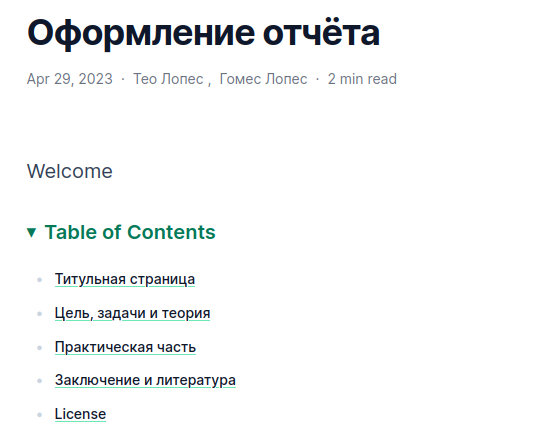 Оформление отчёта
Apr 29, 2023 · Тео Лопес , Гомес Лопес · 2 min read
Welcome
▼ Table of Contents
Титульная страница
Цель, задачи и теория
Практическая часть
Заключение и литература
License